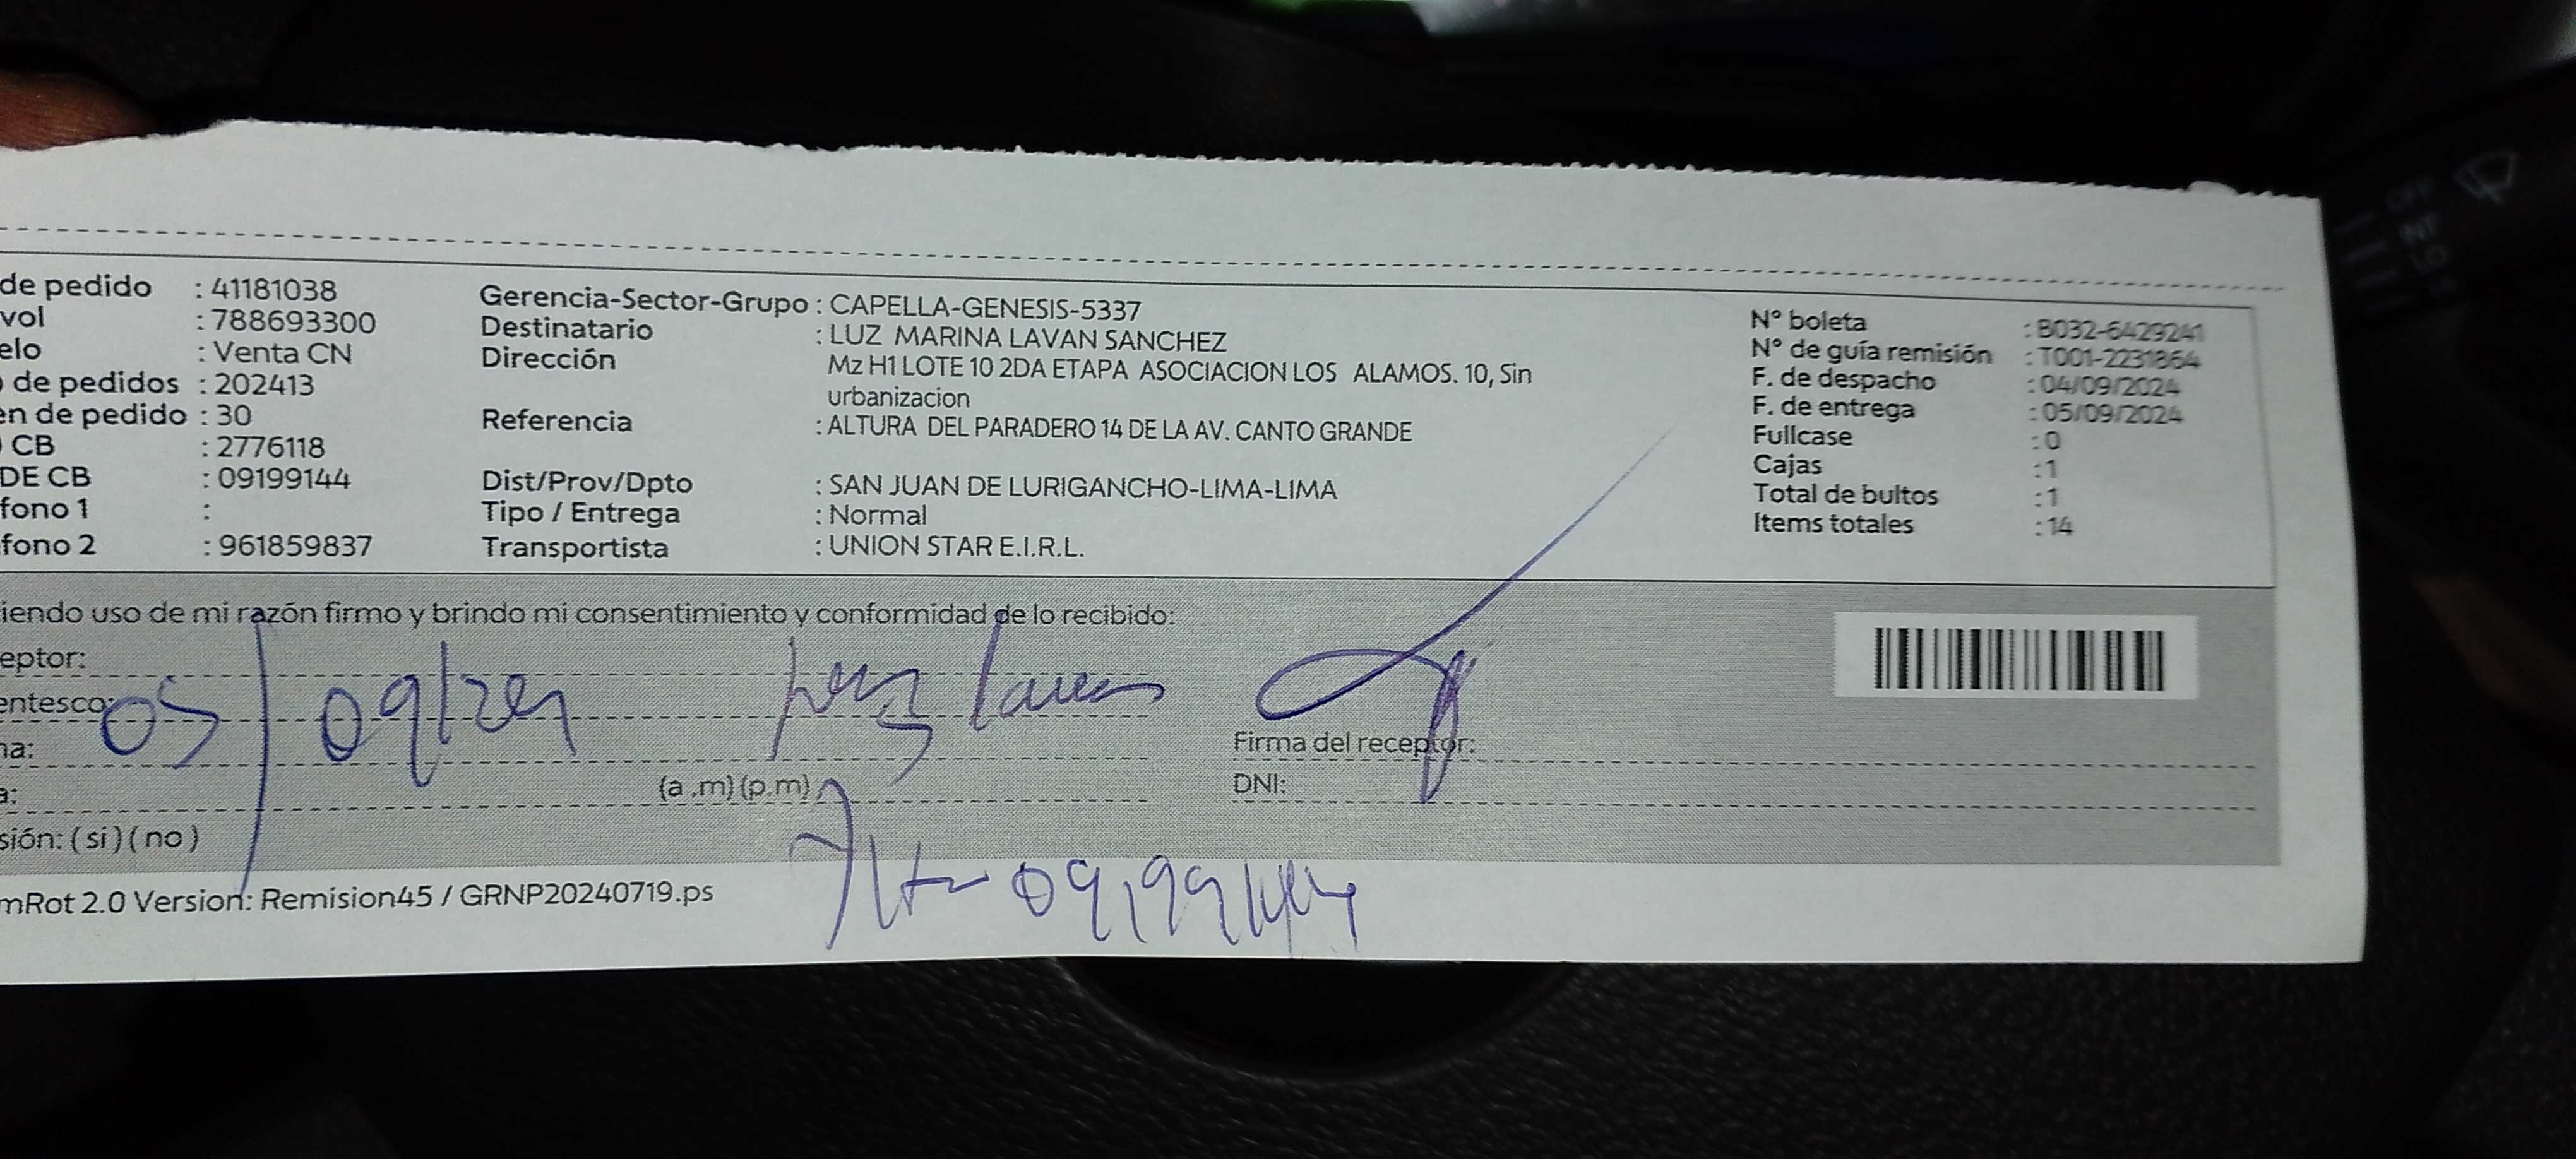 de pedido : 41181038
vol : 788693300
elo : Venta CN
de pedidos : 202413
en de pedido : 30
CB : 2776118
DE CB : 09199144
fono 1 :
fono 2 : 961859837
Gerencia-Sector-Grupo : CAPELLA-GENESIS-5337
Destinatario : LUZ MARINA LAVAN SANCHEZ
Dirección Mz H1 LOTE 10 2DA ETAPA ASOCIACION LOS ALAMOS. 10, Sin
urbanizacion
Referencia : ALTURA DEL PARADERO 14 DE LA AV. CANTO GRANDE
Dist/Prov/Dpto : SAN JUAN DE LURIGANCHO-LIMA-LIMA
Tipo / Entrega : Normal
Transportista : UNION STAR E.I.R.L.
N° boleta : B032-6429241
N° de guía remisión : T001-2231864
F. de despacho : 04/09/2024
F. de entrega : 05/09/2024
Fullcase : 0
Cajas : 1
Total de bultos : 1
Items totales : 14
iendo uso de mi razón firmo y brindo mi consentimiento y conformidad de lo recibido:
eptor:
entesco:
na:
a: (a .m) (p.m)
05/09/24
Luz Lavan
Firma del receptor:
DNI:
sión: ( si ) ( no )
mRot 2.0 Version: Remision45 / GRNP20240719.ps
09199144
OFF
INT
LO
HI